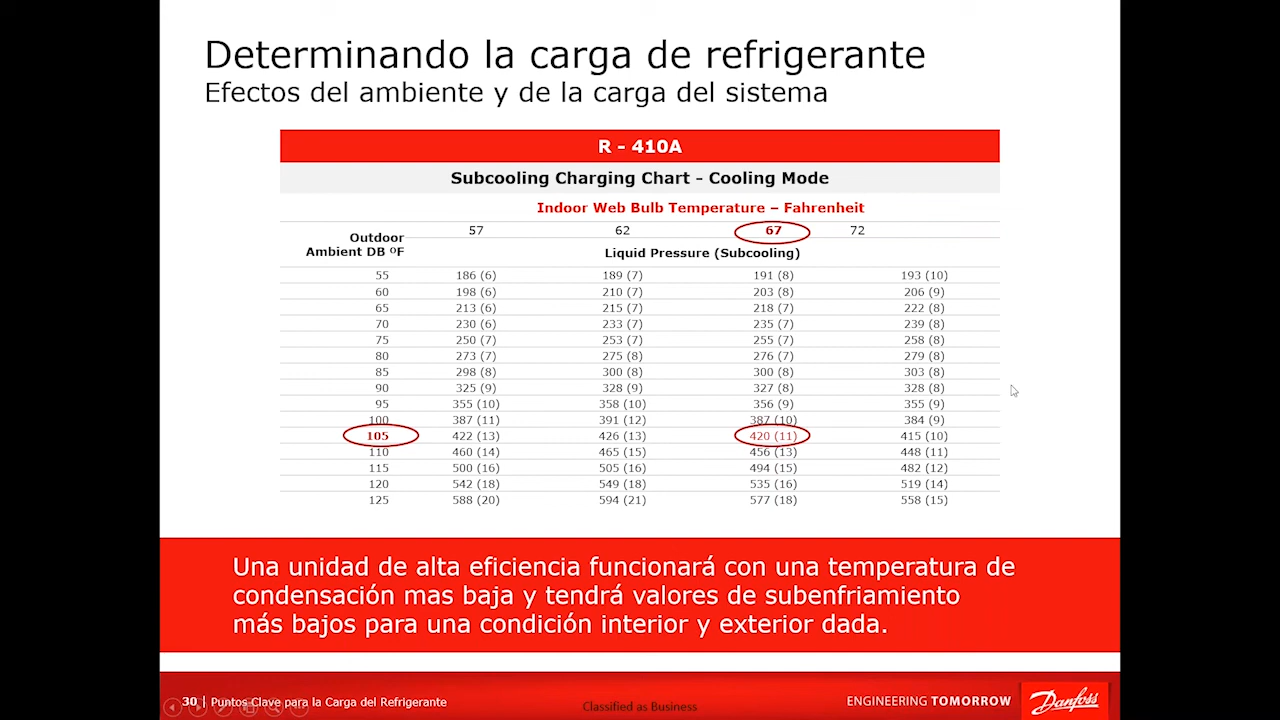 Determinando la carga de refrigerante
Efectos del ambiente y de la carga del sistema
R - 410A
Subcooling Charging Chart - Cooling Mode
Indoor Web Bulb Temperature – Fahrenheit
57 62 67 72
Outdoor
Ambient DB ºF
Liquid Pressure (Subcooling)
55 186 (6) 189 (7) 191 (8) 193 (10)
60 198 (6) 210 (7) 203 (8) 206 (9)
65 213 (6) 215 (7) 218 (7) 222 (8)
70 230 (6) 233 (7) 235 (7) 239 (8)
75 250 (7) 253 (7) 255 (7) 258 (8)
80 273 (7) 275 (8) 276 (7) 279 (8)
85 298 (8) 300 (8) 300 (8) 303 (8)
90 325 (9) 328 (9) 327 (8) 328 (8)
95 355 (10) 358 (10) 356 (9) 355 (9)
100 387 (11) 391 (12) 387 (10) 384 (9)
105 422 (13) 426 (13) 420 (11) 415 (10)
110 460 (14) 465 (15) 456 (13) 448 (11)
115 500 (16) 505 (16) 494 (15) 482 (12)
120 542 (18) 549 (18) 535 (16) 519 (14)
125 588 (20) 594 (21) 577 (18) 558 (15)
Una unidad de alta eficiencia funcionará con una temperatura de
condensación mas baja y tendrá valores de subenfriamiento
más bajos para una condición interior y exterior dada.
30 | Puntos Clave para la Carga del Refrigerante
Classified as Business
ENGINEERING TOMORROW
Danfoss